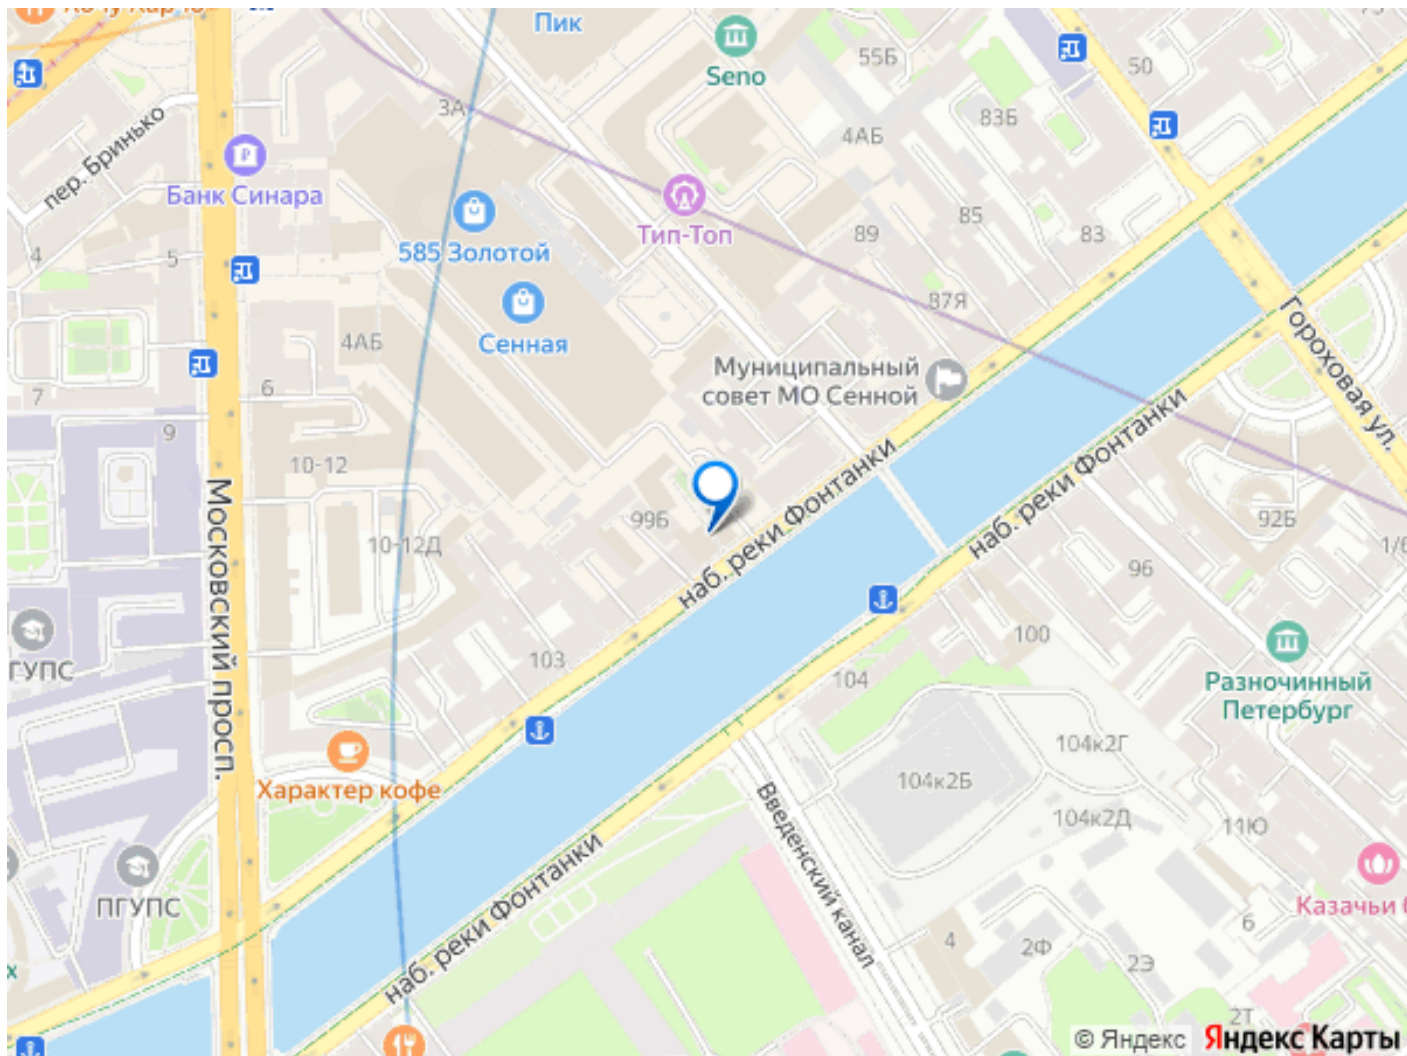 Пик
Seno
55Б
50
3А
83Б
4АБ
пер. Бринько
Банк Синара
Тип-Топ
585 Золотой
85
89
83
4
5
87Я
Сенная
4АБ
Гороховая ул.
Муниципальный
совет МО Сенной
6
7
9
10-12
Московский просп.
99Б
10-12Д
наб. реки Фонтанки
наб. реки Фонтанки
92Б
1/6
96
100
ПГУПС
103
104
Разночинный
Петербург
104к2Г
104к2Б
Характер кофе
104к2Д
11Ю
Введенский канал
наб. реки Фонтанки
ПГУПС
Казачьи
6
4
2Ф
2Э
2Т
© Яндекс Яндекс Карты